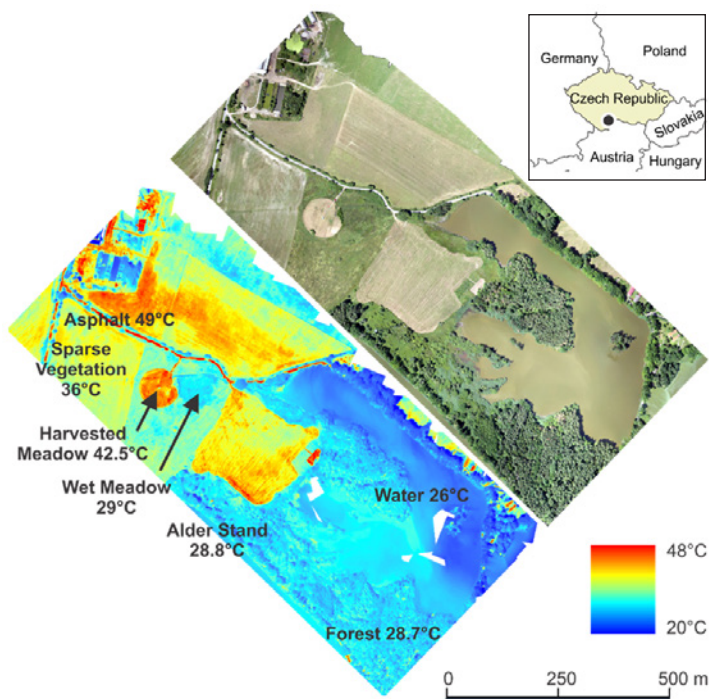 Germany
Poland
Czech Republic
Slovakia
Austria
Hungary
Asphalt 49°C
Sparse
Vegetation
36°C
Harvested
Meadow 42.5°C
Wet Meadow
29°C
Alder Stand
28.8°C
Water 26°C
Forest 28.7°C
48°C
20°C
0
250
500 m